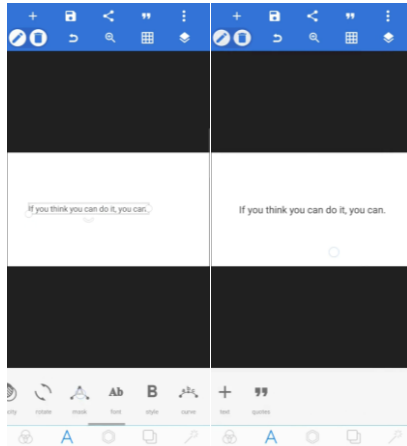 If you think you can do it, you can.
rotate
mask
Ab
font
B
style
curve
If you think you can do it, you can.
text
quotes